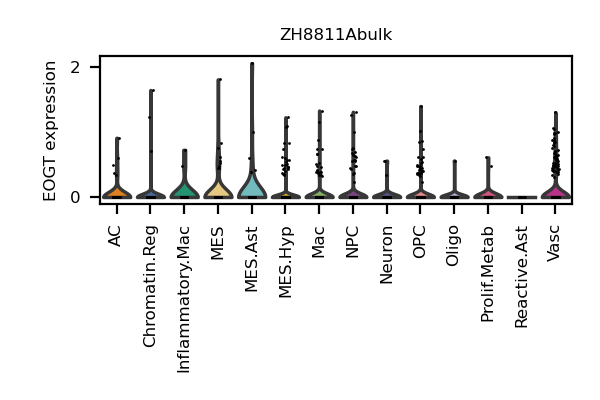 ZH8811Abulk
EOGT expression
2
0
AC
Chromatin.Reg
Inflammatory.Mac
MES
MES.Ast
MES.Hyp
Mac
NPC
Neuron
OPC
Oligo
Prolif.Metab
Reactive.Ast
Vasc